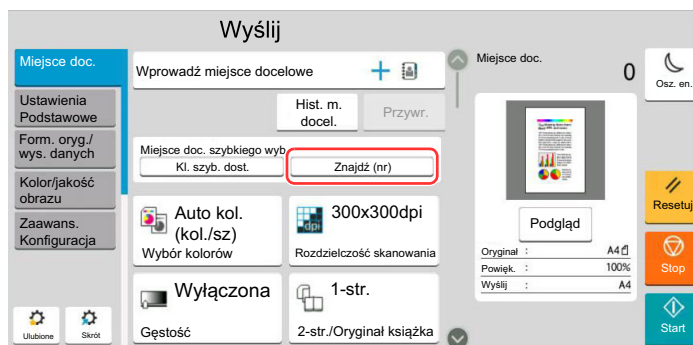 Wyślij
Miejsce doc.
Ustawienia
Podstawowe
Form. oryg./
wys. danych
Kolor/jakość
obrazu
Zaawans.
Konfiguracja
Ulubione
Skrót
Wprowadź miejsce docelowe
Hist. m.
docel.
Przywr.
Miejsce doc. szybkiego wyb
Kl. szyb. dost.
Znajdź (nr)
Auto kol.
(kol./sz)
Wybór kolorów
300x300dpi
dpi
Rozdzielczość skanowania
Wyłączona
Gęstość
1-str.
2-str./Oryginał książka
Miejsce doc.
0
Podgląd
Oryginał : A4
Powięk. : 100%
Wyślij : A4
Osz. en.
Resetuj
Stop
Start